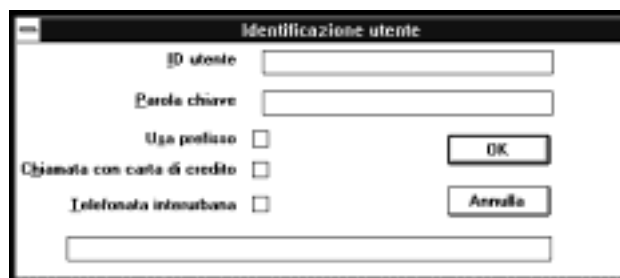 Identificazione utente
ID utente
Parola chiave
Usa prefisso
OK
Chiamata con carta di credito
Telefonata interurbana
Annulla